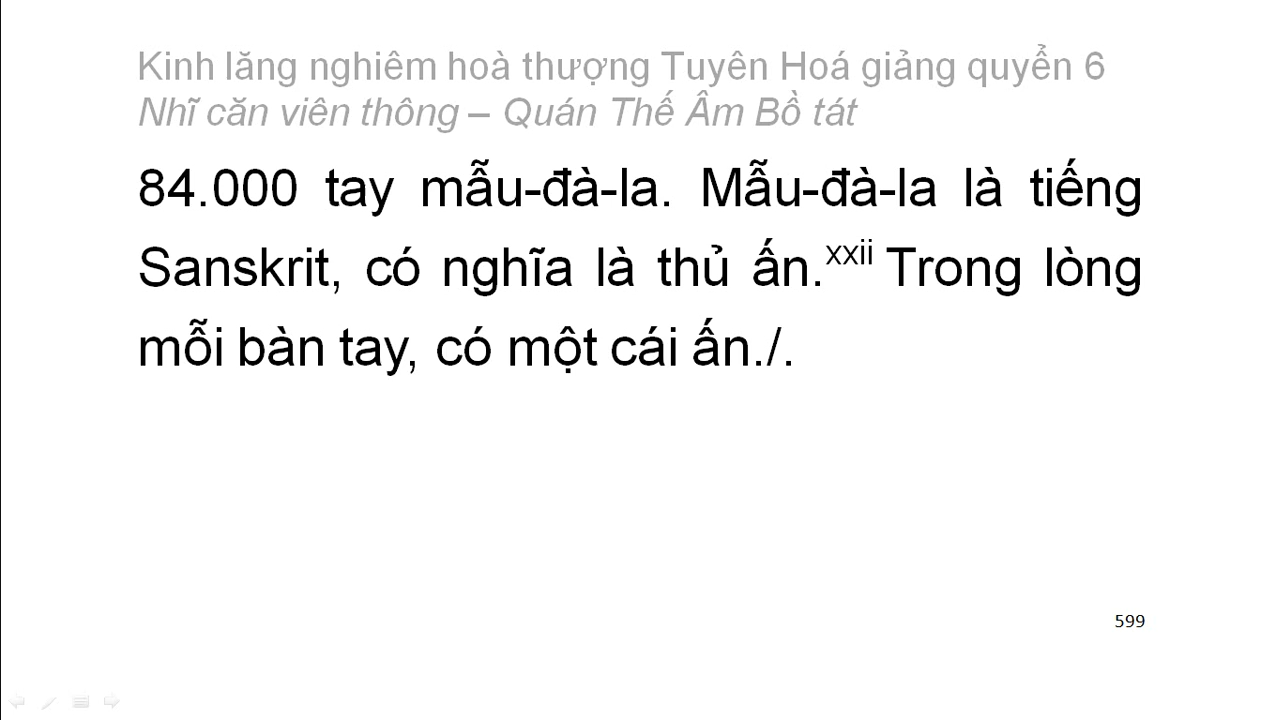 Kinh lăng nghiêm hoà thượng Tuyên Hoá giảng quyển 6
Nhĩ căn viên thông – Quán Thế Âm Bồ tát
84.000 tay mẫu-đà-la. Mẫu-đà-la là tiếng
Sanskrit, có nghĩa là thủ ấn.xxii Trong lòng
mỗi bàn tay, có một cái ấn./.
599